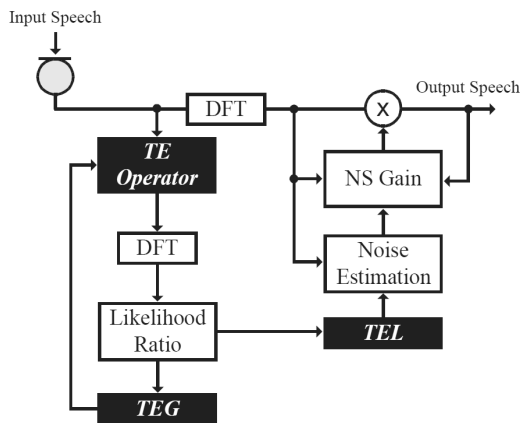 Input Speech
Output Speech
DFT
X
TE
Operator
NS Gain
DFT
Noise
Estimation
Likelihood
Ratio
TEL
TEG